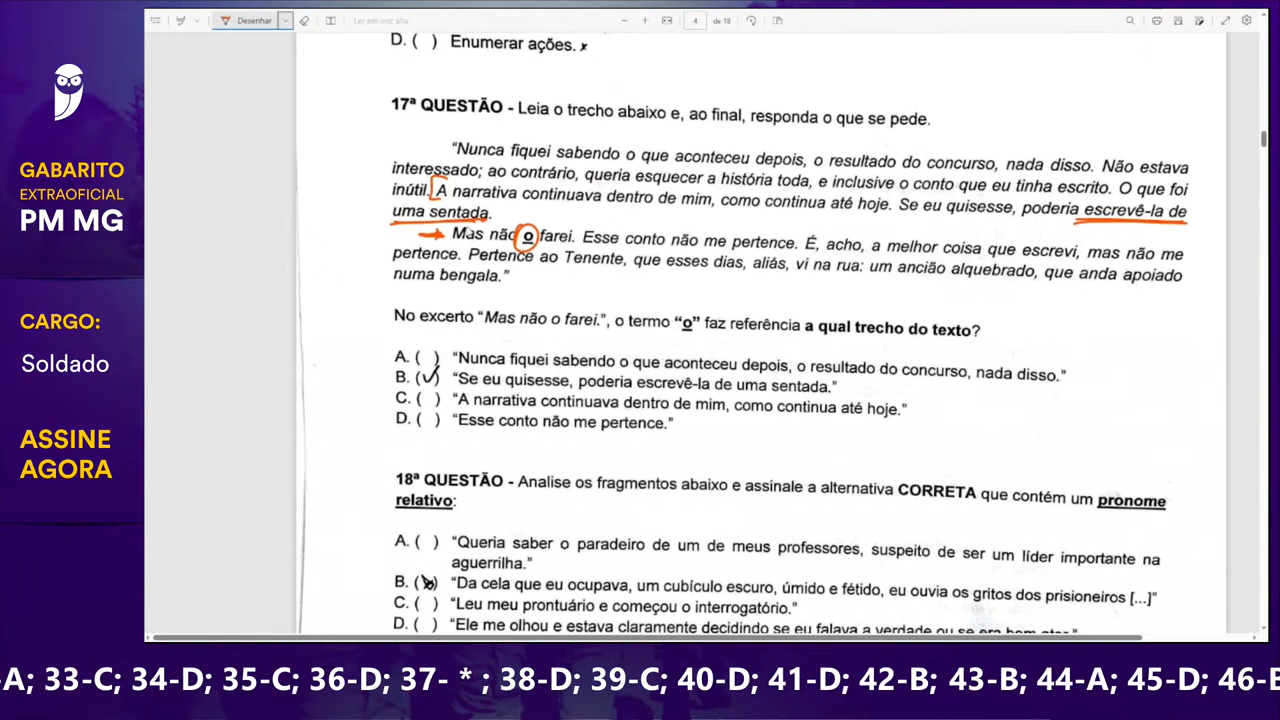 Desenhar
Ler em voz alta
4
de 18
GABARITO
EXTRAOFICIAL
PM MG
CARGO:
Soldado
ASSINE
AGORA
D. ( ) Enumerar ações. x
17ª QUESTÃO - Leia o trecho abaixo e, ao final, responda o que se pede.
“Nunca fiquei sabendo o que aconteceu depois, o resultado do concurso, nada disso. Não estava
interessado; ao contrário, queria esquecer a história toda, e inclusive o conto que eu tinha escrito. O que foi
inútil. A narrativa continuava dentro de mim, como continua até hoje. Se eu quisesse, poderia escrevê-la de
uma sentada.
Mas não o farei. Esse conto não me pertence. É, acho, a melhor coisa que escrevi, mas não me
pertence. Pertence ao Tenente, que esses dias, aliás, vi na rua: um ancião alquebrado, que anda apoiado
numa bengala.”
No excerto “Mas não o farei.”, o termo “o” faz referência a qual trecho do texto?
A. ( ) “Nunca fiquei sabendo o que aconteceu depois, o resultado do concurso, nada disso.”
B. ( ) “Se eu quisesse, poderia escrevê-la de uma sentada.”
C. ( ) “A narrativa continuava dentro de mim, como continua até hoje.”
D. ( ) “Esse conto não me pertence.”
18ª QUESTÃO - Analise os fragmentos abaixo e assinale a alternativa CORRETA que contém um pronome
relativo:
A. ( ) “Queria saber o paradeiro de um de meus professores, suspeito de ser um líder importante na
aguerrilha.”
B. ( ) “Da cela que eu ocupava, um cubículo escuro, úmido e fétido, eu ouvia os gritos dos prisioneiros [...]”
C. ( ) “Leu meu prontuário e começou o interrogatório.”
D. ( ) “Ele me olhou e estava claramente decidindo se eu falava a verdade ou se era bom ator.”
-A; 33-C; 34-D; 35-C; 36-D; 37- * ; 38-D; 39-C; 40-D; 41-D; 42-B; 43-B; 44-A; 45-D; 46-B